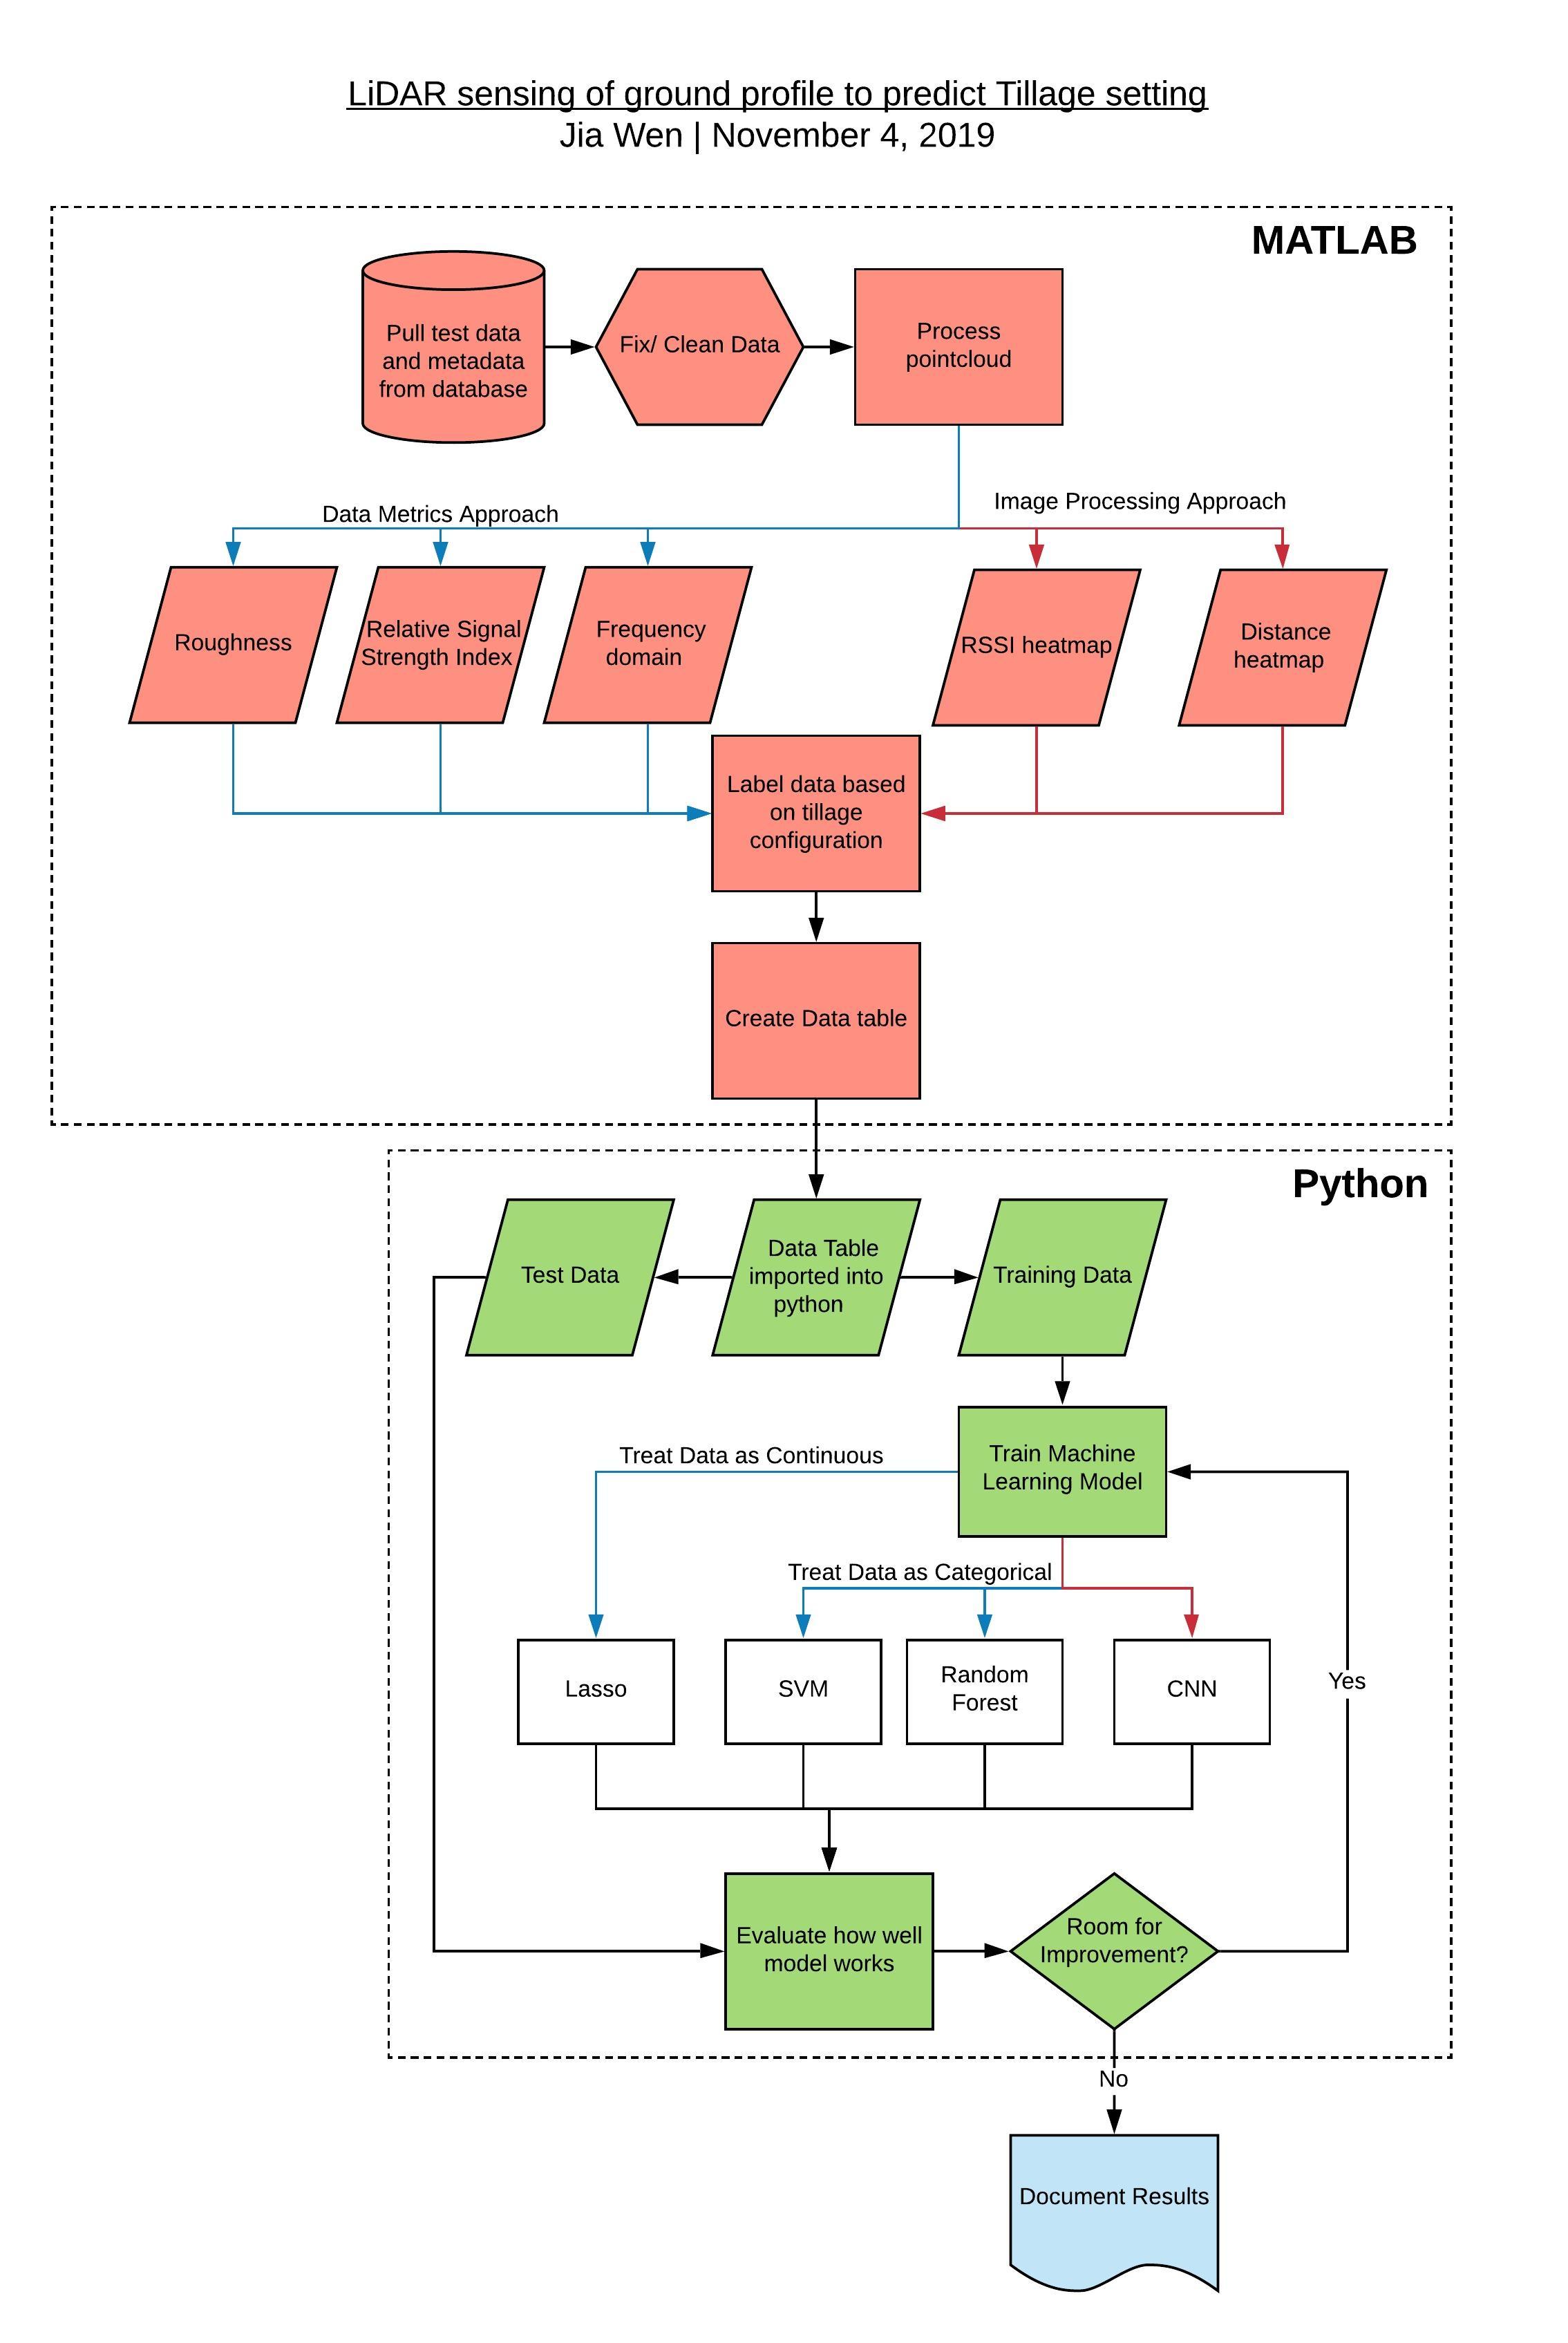 LiDAR sensing of ground profile to predict Tillage setting
Jia Wen | November 4, 2019
MATLAB
Pull test data
and metadata
from database
Fix/ Clean Data
Process
pointcloud
Data Metrics Approach
Image Processing Approach
Roughness
Relative Signal
Strength Index
Frequency
domain
RSSI heatmap
Distance
heatmap
Label data based
on tillage
configuration
Create Data table
Python
Test Data
Data Table
imported into
python
Training Data
Train Machine
Learning Model
Treat Data as Continuous
Treat Data as Categorical
Lasso
SVM
Random
Forest
CNN
Yes
Evaluate how well
model works
Room for
Improvement?
No
Document Results